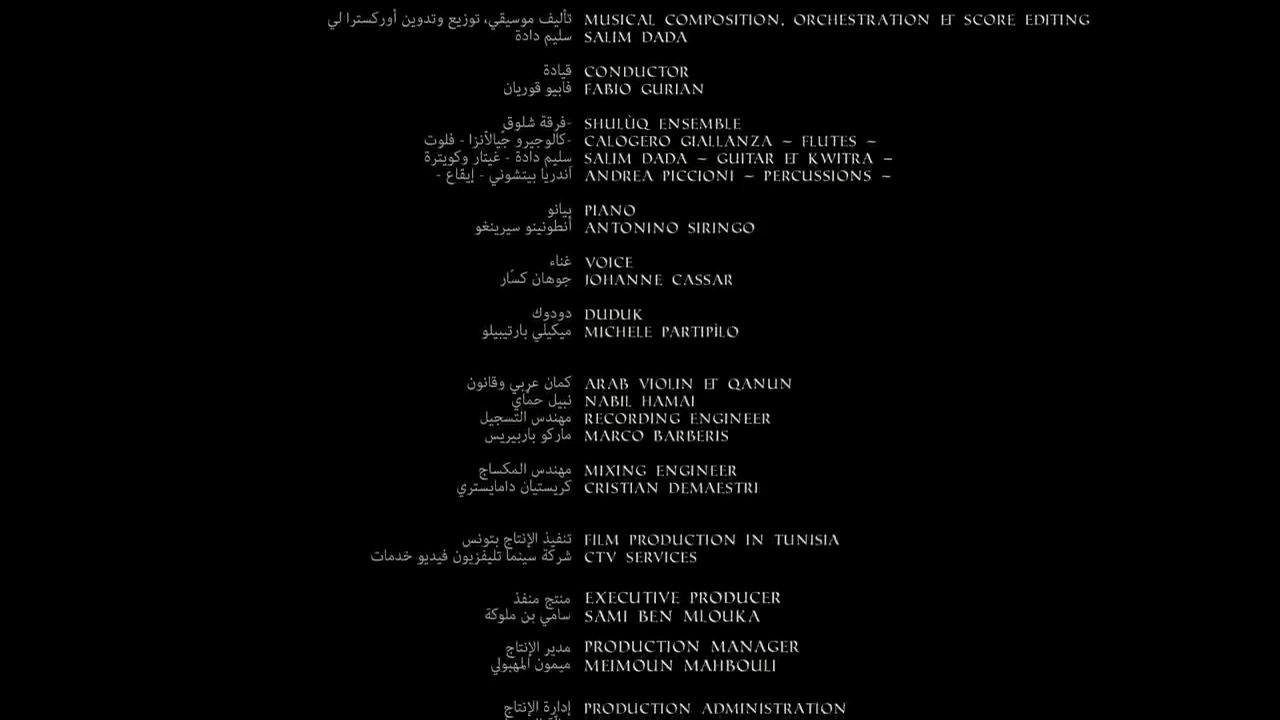 تأليف موسيقي، توزيع وتدوين أوركسترا لي MUSICAL COMPOSITION, ORCHESTRATION & SCORE EDITING
سليم دادة SALIM DADA
قيادة CONDUCTOR
فابيو قوريان FABIO GURIAN
-فرقة شلوق SHULÙQ ENSEMBLE
-كالوجيرو جيالانزا - فلوت CALOGERO GIALLANZA ~ FLUTES ~
سليم دادة - غيتار وكويترة SALIM DADA ~ GUITAR & KWITRA ~
أندريا بيتشوني - إيقاع - ANDREA PICCIONI ~ PERCUSSIONS ~
بيانو PIANO
أنطونينو سيرينغو ANTONINO SIRINGO
غناء VOICE
جوهان كسّار JOHANNE CASSAR
دودوك DUDUK
ميكيلي بارتيبيلو MICHELE PARTIPÌLO
كمان عربي وقانون ARAB VIOLIN & QANUN
نبيل حمّاي NABIL HAMAI
مهندس التسجيل RECORDING ENGINEER
ماركو باربيريس MARCO BARBERIS
مهندس المكساج MIXING ENGINEER
كريستيان دامايستري CRISTIAN DEMAESTRI
تنفيذ الإنتاج بتونس FILM PRODUCTION IN TUNISIA
شركة سينما تليفزيون فيديو خدمات CTV SERVICES
منتج منفذ EXECUTIVE PRODUCER
سامي بن ملوكة SAMI BEN MLOUKA
مدير الإنتاج PRODUCTION MANAGER
ميمون المهبولي MEIMOUN MAHBOULI
إدارة الإنتاج PRODUCTION ADMINISTRATION